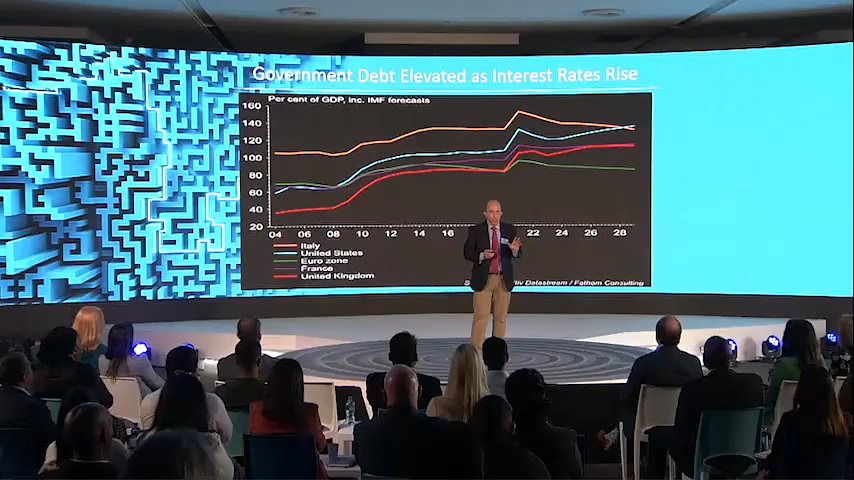 Government Debt Elevated as Interest Rates Rise
Per cent of GDP, inc. IMF forecasts
160
140
120
100
80
60
40
20
04 06 08 10 12 14 16 18 22 24 26 28
Italy
United States
Euro zone
France
United Kingdom
Datastream / Fathom Consulting